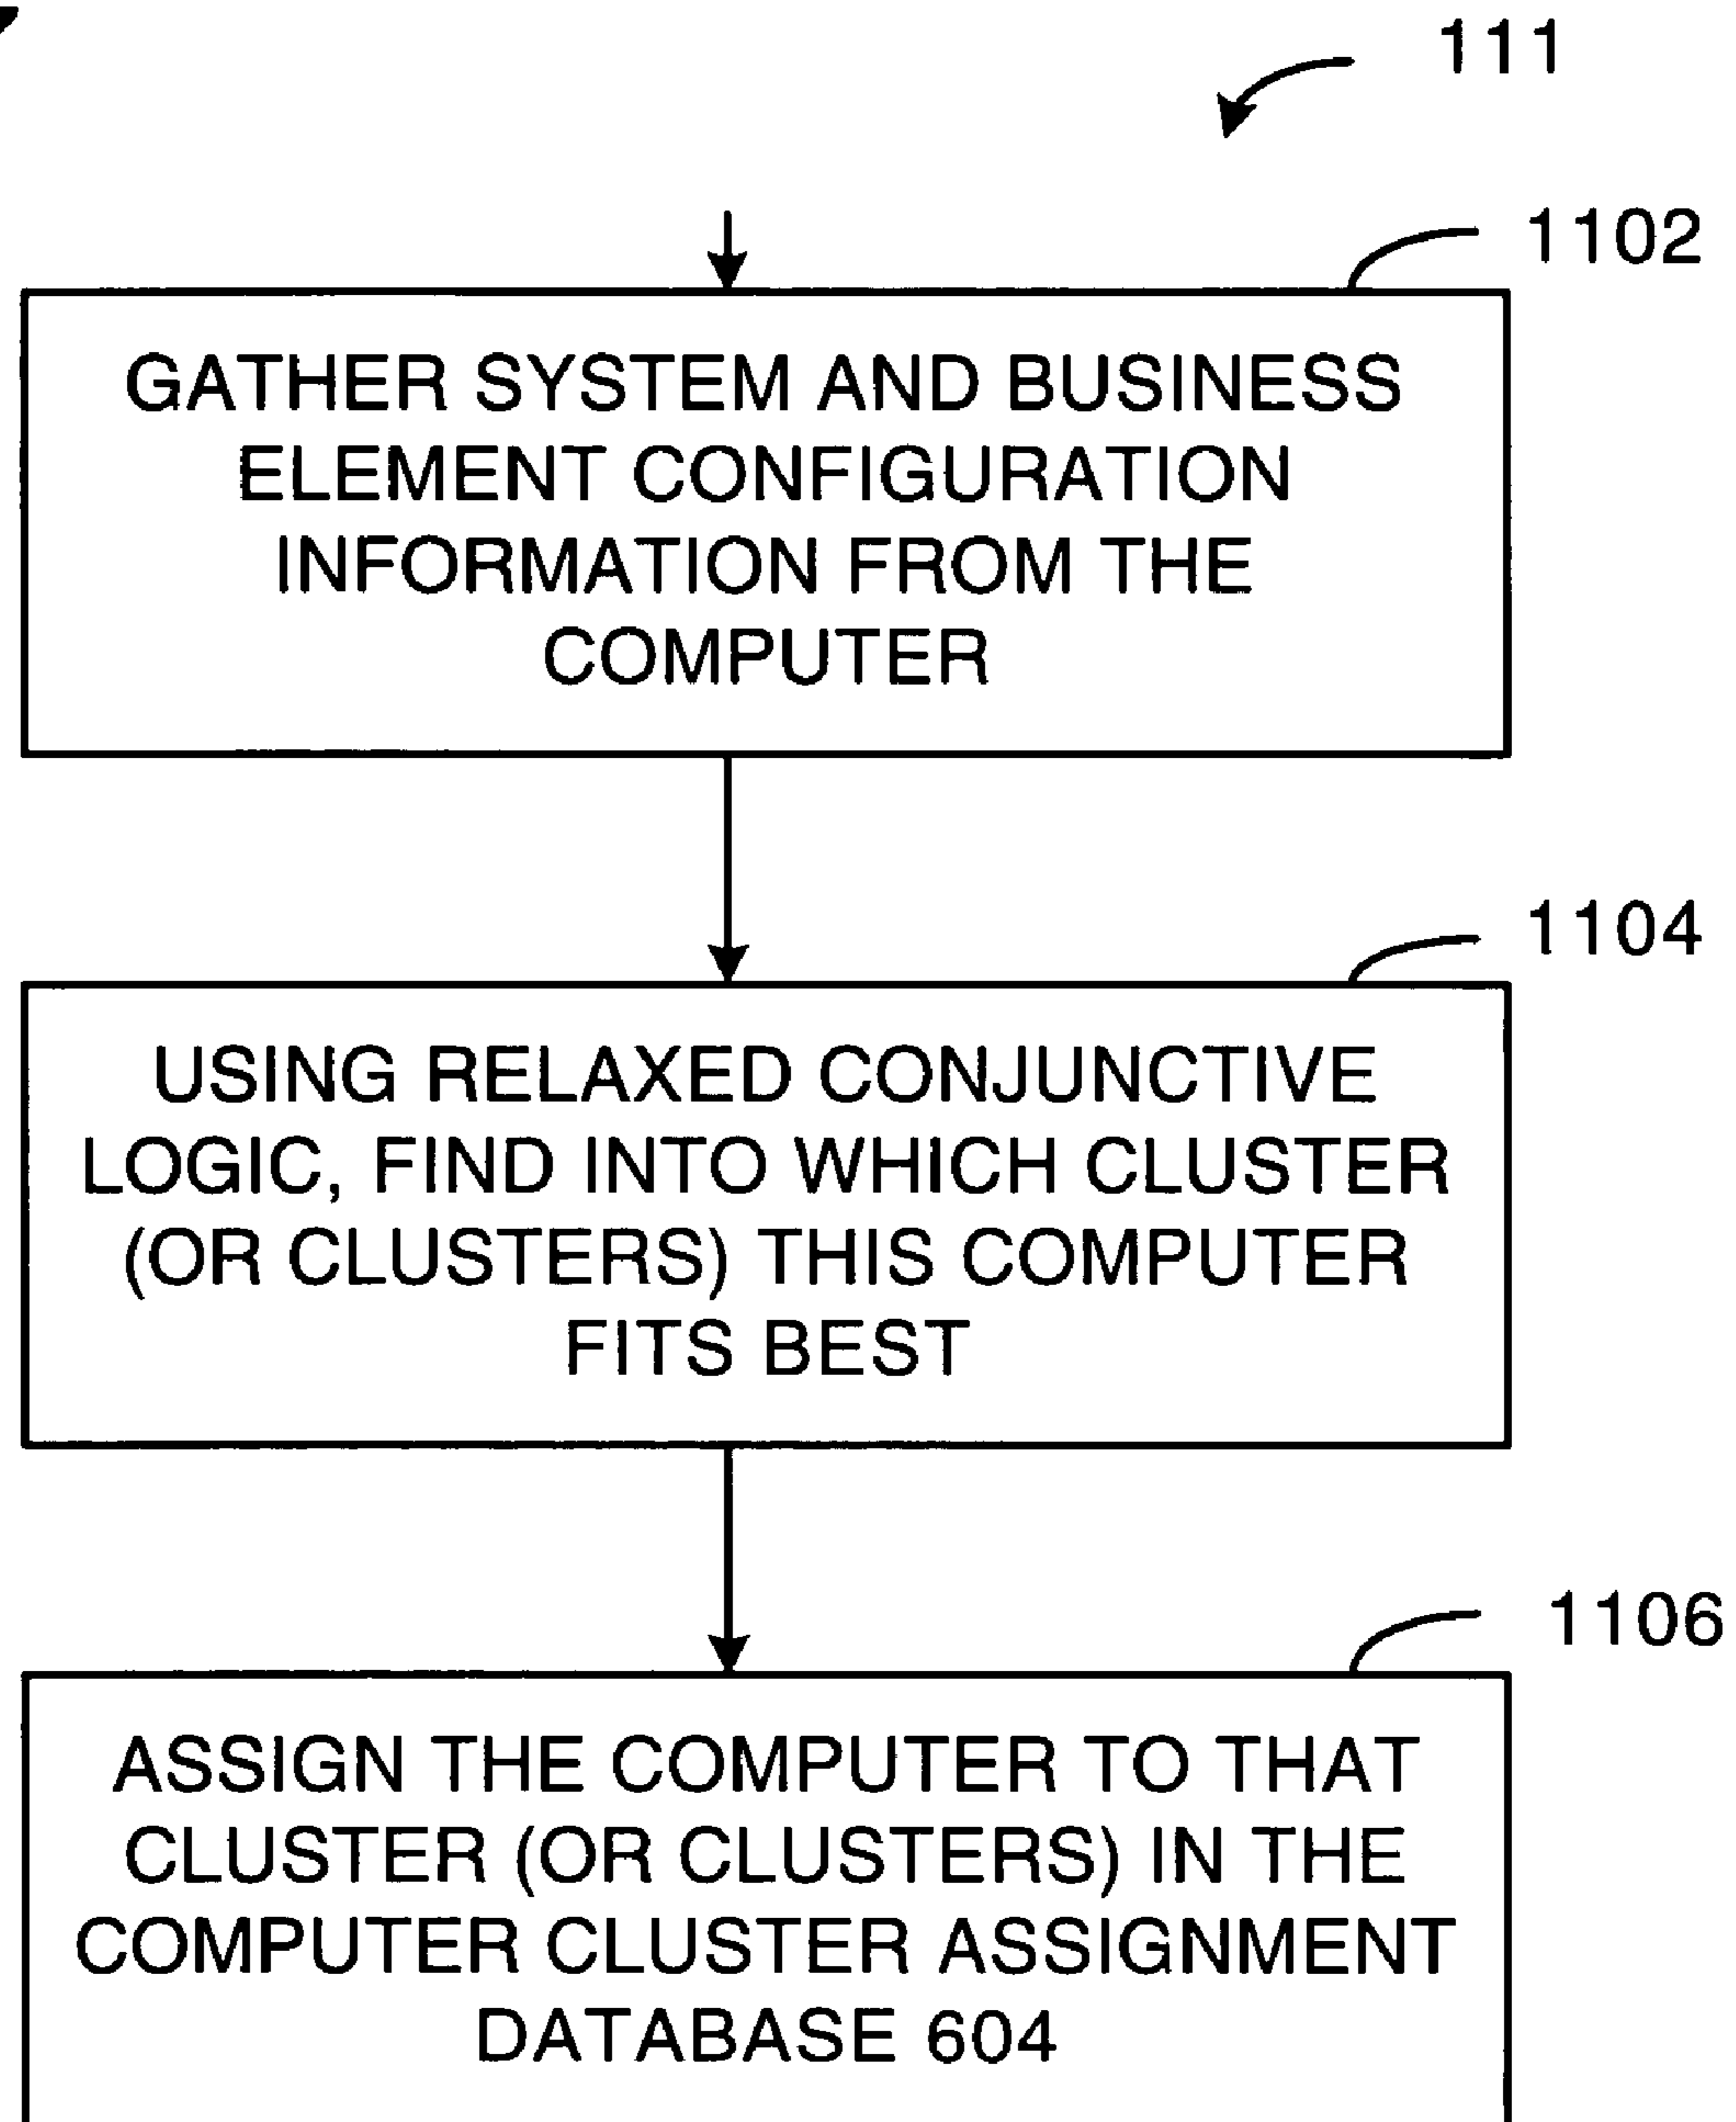 111
1102
GATHER SYSTEM AND BUSINESS
ELEMENT CONFIGURATION
INFORMATION FROM THE
COMPUTER
1104
USING RELAXED CONJUNCTIVE
LOGIC, FIND INTO WHICH CLUSTER
(OR CLUSTERS) THIS COMPUTER
FITS BEST
1106
ASSIGN THE COMPUTER TO THAT
CLUSTER (OR CLUSTERS) IN THE
COMPUTER CLUSTER ASSIGNMENT
DATABASE 604